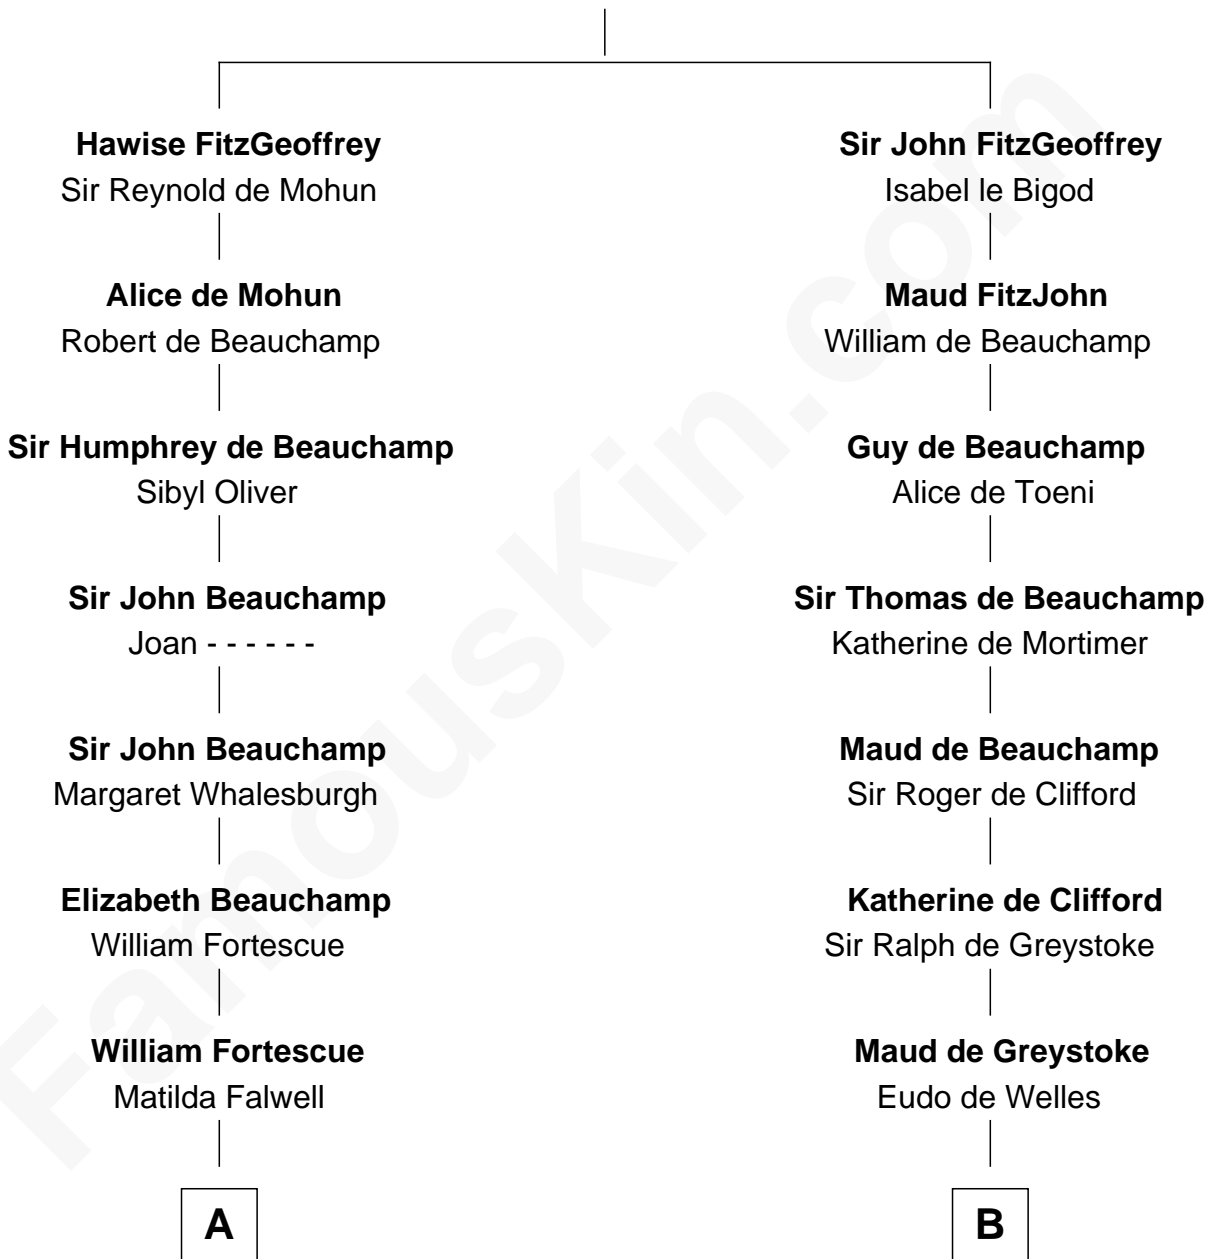 Hawise FitzGeoffrey
Sir Reynold de Mohun
Alice de Mohun
Robert de Beauchamp
Sir Humphrey de Beauchamp
Sibyl Oliver
Sir John Beauchamp
Joan - - - - - -
Sir John Beauchamp
Margaret Whalesburgh
Elizabeth Beauchamp
William Fortescue
William Fortescue
Matilda Falwell
A
Sir John FitzGeoffrey
Isabel le Bigod
Maud FitzJohn
William de Beauchamp
Guy de Beauchamp
Alice de Toeni
Sir Thomas de Beauchamp
Katherine de Mortimer
Maud de Beauchamp
Sir Roger de Clifford
Katherine de Clifford
Sir Ralph de Greystoke
Maud de Greystoke
Eudo de Welles
B
FamousKin.com